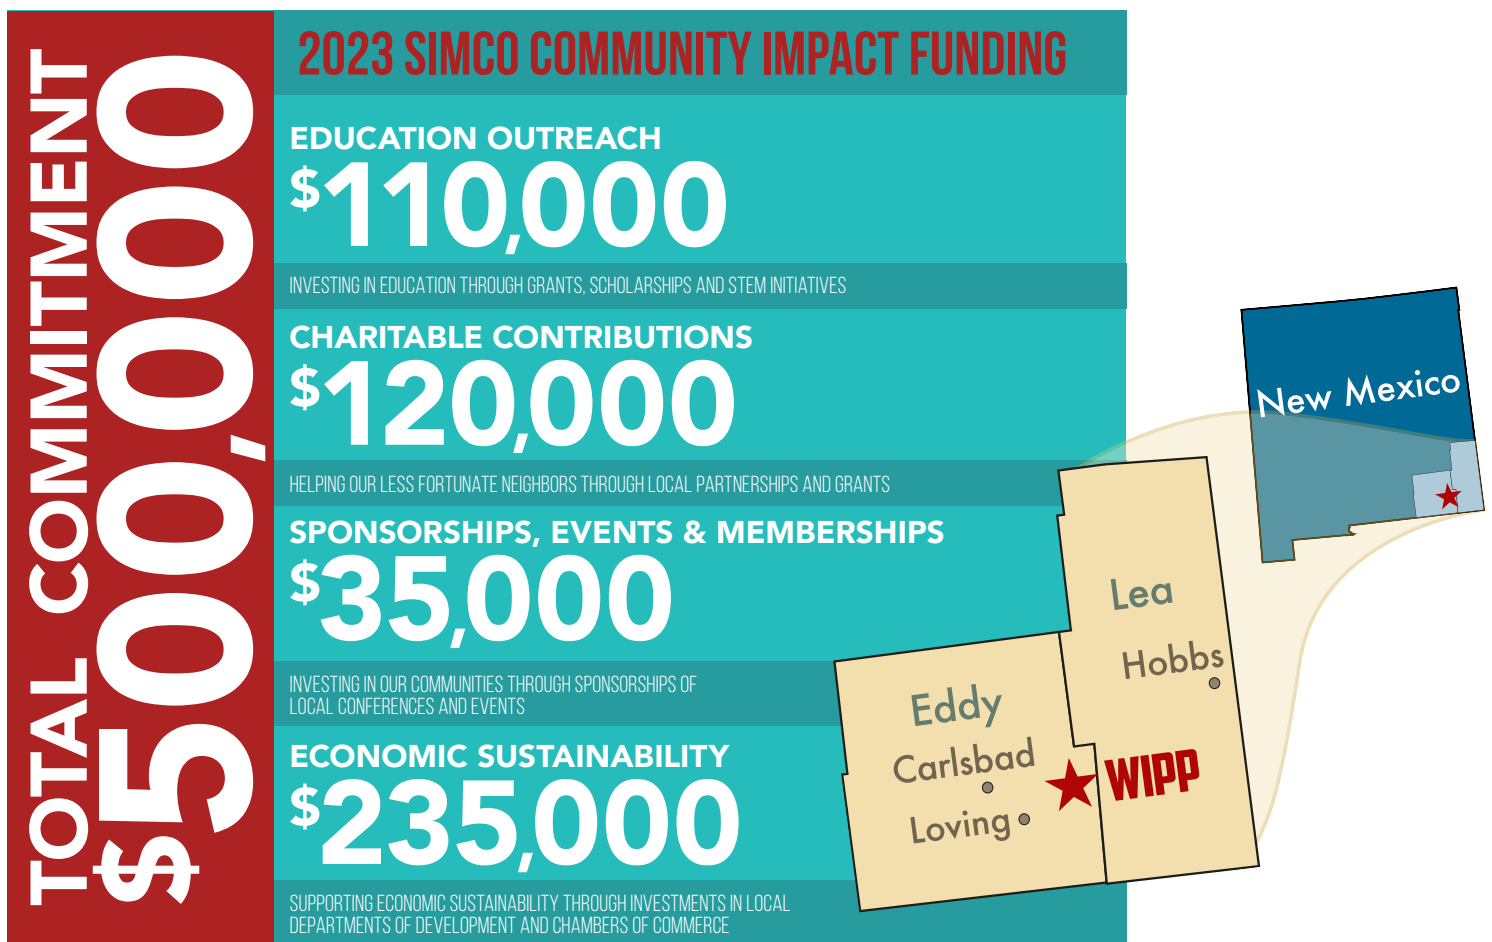 TOTAL COMMITMENT
$500,000
2023 SIMCO COMMUNITY IMPACT FUNDING
EDUCATION OUTREACH
$110,000
INVESTING IN EDUCATION THROUGH GRANTS, SCHOLARSHIPS AND STEM INITIATIVES
CHARITABLE CONTRIBUTIONS
$120,000
HELPING OUR LESS FORTUNATE NEIGHBORS THROUGH LOCAL PARTNERSHIPS AND GRANTS
SPONSORSHIPS, EVENTS & MEMBERSHIPS
$35,000
INVESTING IN OUR COMMUNITIES THROUGH SPONSORSHIPS OF
LOCAL CONFERENCES AND EVENTS
ECONOMIC SUSTAINABILITY
$235,000
SUPPORTING ECONOMIC SUSTAINABILITY THROUGH INVESTMENTS IN LOCAL
DEPARTMENTS OF DEVELOPMENT AND CHAMBERS OF COMMERCE
New Mexico
Lea
Hobbs
Eddy
Carlsbad
WIPP
Loving